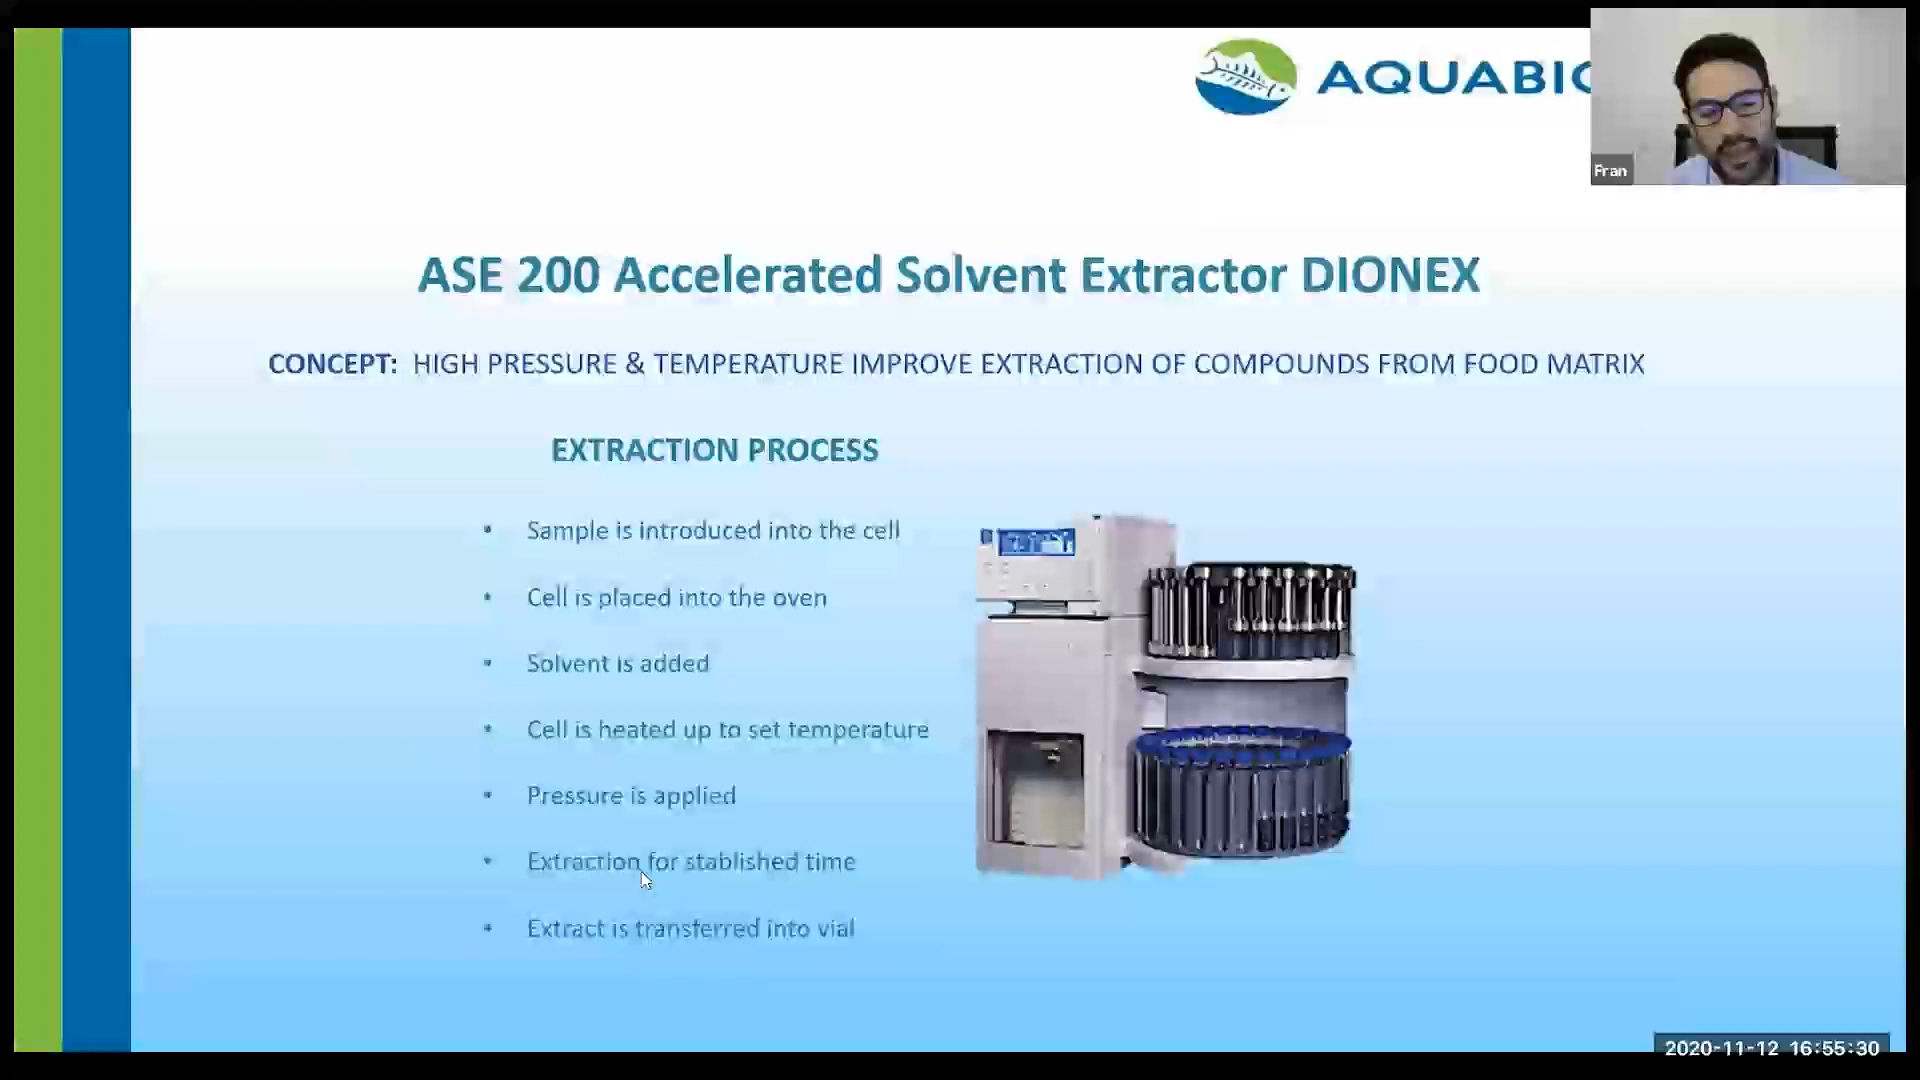 AQUABIO
Fran
ASE 200 Accelerated Solvent Extractor DIONEX
CONCEPT: HIGH PRESSURE & TEMPERATURE IMPROVE EXTRACTION OF COMPOUNDS FROM FOOD MATRIX
EXTRACTION PROCESS
• Sample is introduced into the cell
• Cell is placed into the oven
• Solvent is added
• Cell is heated up to set temperature
• Pressure is applied
• Extraction for stablished time
• Extract is transferred into vial
2020-11-12 16:55:30